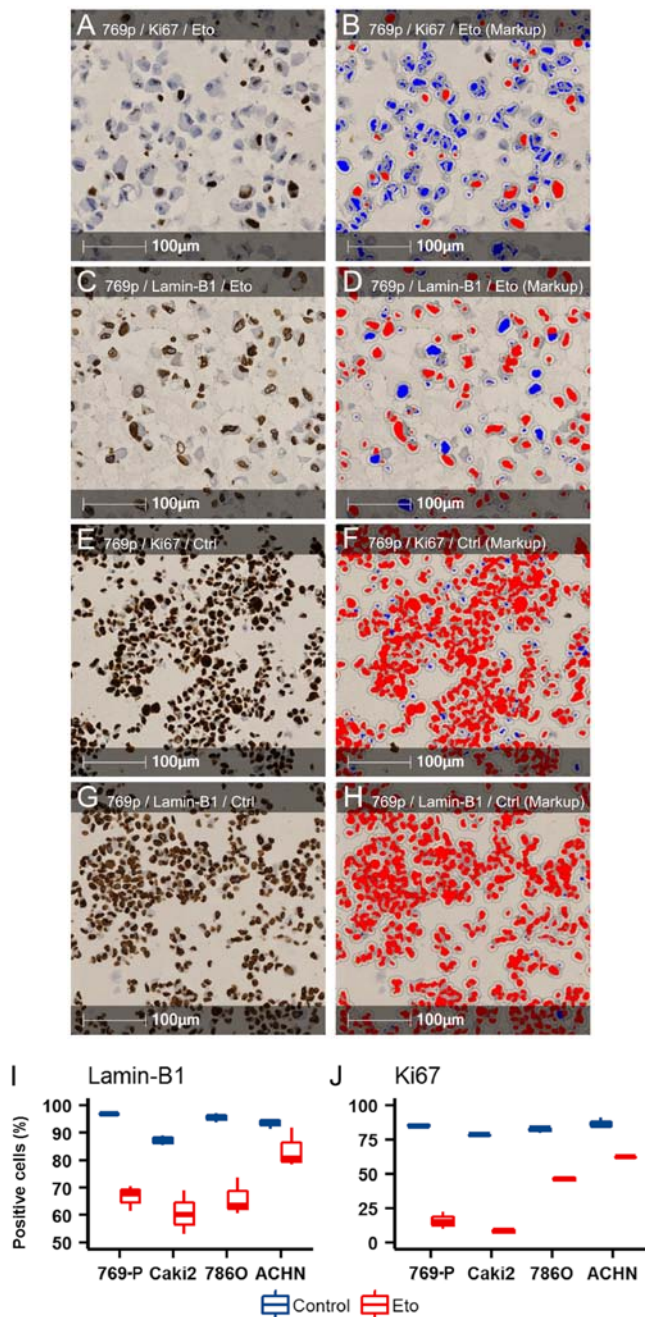 A 769p / Ki67 / Eto
B 769p / Ki67 / Eto (Markup)
100µm
100µm
C 769p / Lamin-B1 / Eto
D 769p / Lamin-B1 / Eto (Markup)
100µm
100µm
E 769p / Ki67 / Ctrl
F 769p / Ki67 / Ctrl (Markup)
100µm
100µm
G 769p / Lamin-B1 / Ctrl
H 769p / Lamin-B1 / Ctrl (Markup)
100µm
100µm
I Lamin-B1
J Ki67
Positive cells (%)
100
90
80
70
60
50
769-P Caki2 786O ACHN
100
75
50
25
0
769-P Caki2 786O ACHN
Control Eto